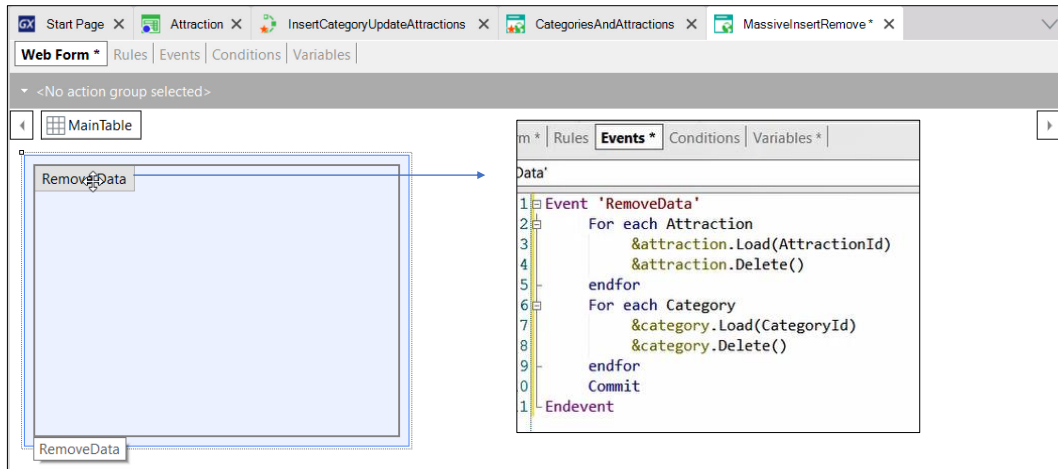 GX Start Page X Attraction X InsertCategoryUpdateAttractions X CategoriesAndAttractions X MassiveInsertRemove * X
Web Form * Rules Events Conditions Variables
<No action group selected>
MainTable
RemoveData
RemoveData
m * Rules Events * Conditions Variables *
Data'
1 Event 'RemoveData'
2 For each Attraction
3 &attraction.Load(AttractionId)
4 &attraction.Delete()
5 endfor
6 For each Category
7 &category.Load(CategoryId)
8 &category.Delete()
9 endfor
0 Commit
1 Endevent